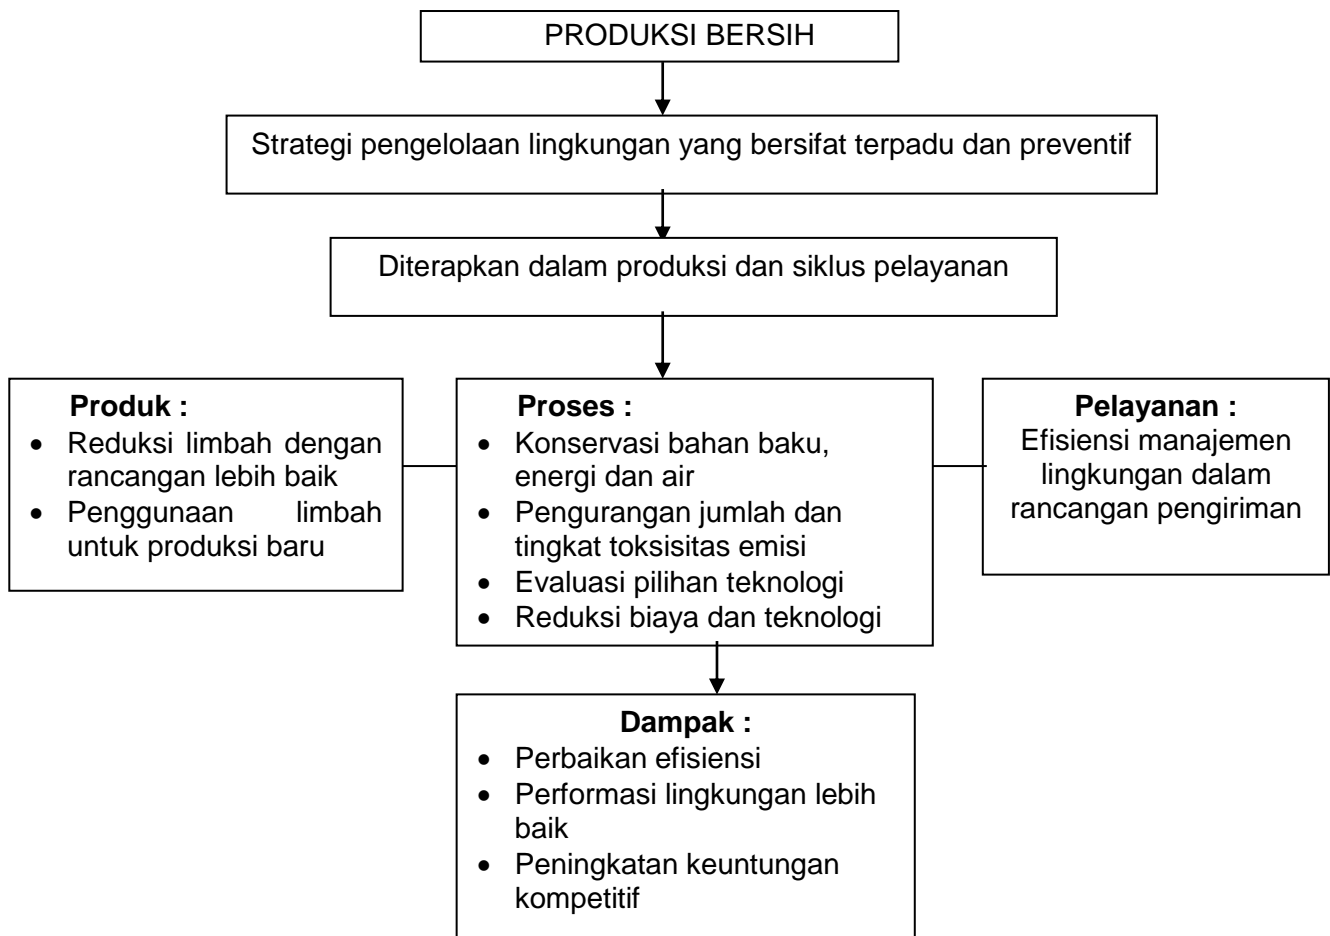 PRODUKSI BERSIH
Strategi pengelolaan lingkungan yang bersifat terpadu dan preventif
Diterapkan dalam produksi dan siklus pelayanan
Produk :
• Reduksi limbah dengan
rancangan lebih baik
• Penggunaan limbah
untuk produksi baru
Proses :
• Konservasi bahan baku,
energi dan air
• Pengurangan jumlah dan
tingkat toksisitas emisi
• Evaluasi pilihan teknologi
• Reduksi biaya dan teknologi
Pelayanan :
Efisiensi manajemen
lingkungan dalam
rancangan pengiriman
Dampak :
• Perbaikan efisiensi
• Performasi lingkungan lebih
baik
• Peningkatan keuntungan
kompetitif